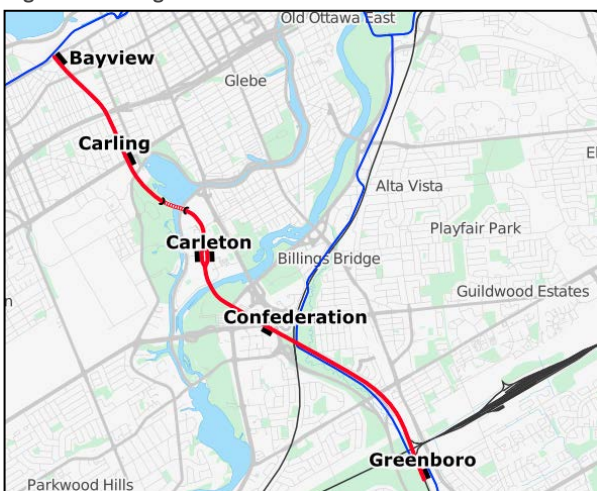 Old Ottawa East
Bayview
Glebe
Carling
Alta Vista
Carleton
Playfair Park
Billings Bridge
Guildwood Estates
Confederation
Greenboro
Parkwood Hills